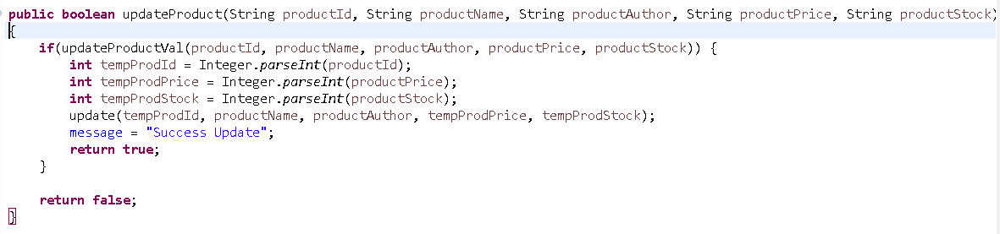 public boolean updateProduct(String productId, String productName, String productAuthor, String productPrice, String productStock)
{
    if(updateProductVal(productId, productName, productAuthor, productPrice, productStock)) {
        int tempProdId = Integer.parseInt(productId);
        int tempProdPrice = Integer.parseInt(productPrice);
        int tempProdStock = Integer.parseInt(productStock);
        update(tempProdId, productName, productAuthor, tempProdPrice, tempProdStock);
        message = "Success Update";
        return true;
    }
    return false;
}